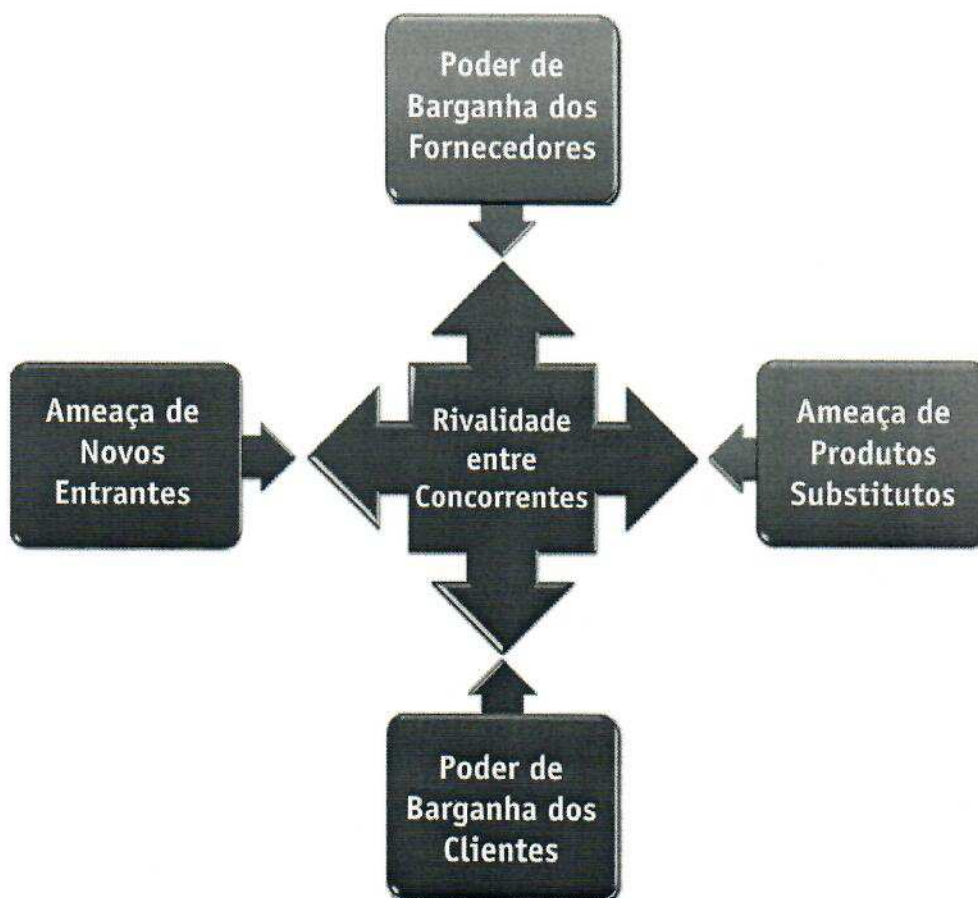 Poder de
Barganha dos
Fornecedores
Ameaça de
Novos
Entrantes
Rivalidade
entre
Concorrentes
Ameaça de
Produtos
Substitutos
Poder de
Barganha dos
Clientes